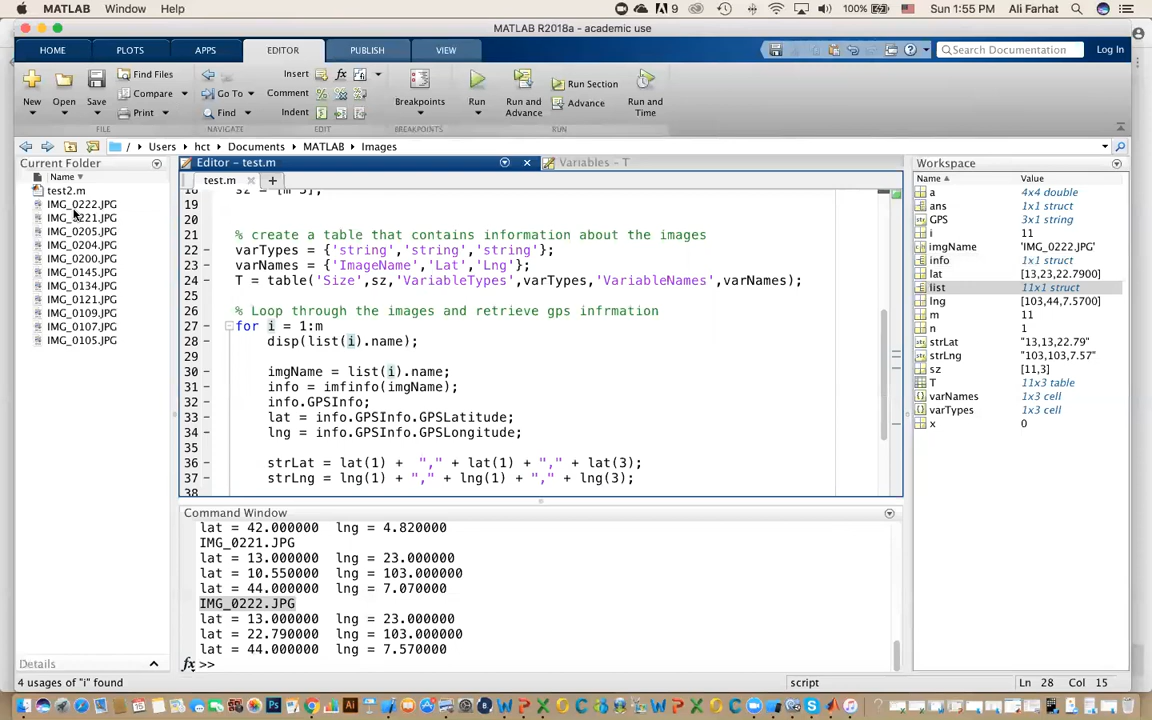 MATLAB Window Help 9 100% Sun 1:55 PM Ali Farhat
MATLAB R2018a - academic use
HOME PLOTS APPS EDITOR PUBLISH VIEW Search Documentation Log In
New Open Save Find Files Compare Print Go To Find Insert Comment Indent fx Breakpoints Run Run and Advance Run Section Advance Run and Time
FILE NAVIGATE EDIT BREAKPOINTS RUN
/ Users hct Documents MATLAB Images
Current Folder
Name
test2.m
IMG_0222.JPG
IMG_0221.JPG
IMG_0205.JPG
IMG_0204.JPG
IMG_0200.JPG
IMG_0145.JPG
IMG_0134.JPG
IMG_0121.JPG
IMG_0109.JPG
IMG_0107.JPG
IMG_0105.JPG
Details
Editor - test.m Variables - T
test.m
18 sz = [m 3];
19
20
21 % create a table that contains information about the images
22 varTypes = {'string','string','string'};
23 varNames = {'ImageName','Lat','Lng'};
24 T = table('Size',sz,'VariableTypes',varTypes,'VariableNames',varNames);
25
26 % Loop through the images and retrieve gps infrmation
27 for i = 1:m
28 disp(list(i).name);
29
30 imgName = list(i).name;
31 info = imfinfo(imgName);
32 info.GPSInfo;
33 lat = info.GPSInfo.GPSLatitude;
34 lng = info.GPSInfo.GPSLongitude;
35
36 strLat = lat(1) + "," + lat(1) + "," + lat(3);
37 strLng = lng(1) + "," + lng(1) + "," + lng(3);
38
Command Window
lat = 42.000000 lng = 4.820000
IMG_0221.JPG
lat = 13.000000 lng = 23.000000
lat = 10.550000 lng = 103.000000
lat = 44.000000 lng = 7.070000
IMG_0222.JPG
lat = 13.000000 lng = 23.000000
lat = 22.790000 lng = 103.000000
lat = 44.000000 lng = 7.570000
fx >>
Workspace
Name Value
a 4x4 double
ans 1x1 struct
GPS 3x1 string
i 11
imgName 'IMG_0222.JPG'
info 1x1 struct
lat [13,23,22.7900]
list 11x1 struct
lng [103,44,7.5700]
m 11
n 1
strLat "13,13,22.79"
strLng "103,103,7.57"
sz [11,3]
T 11x3 table
varNames 1x3 cell
varTypes 1x3 cell
x 0
4 usages of "i" found script Ln 28 Col 15